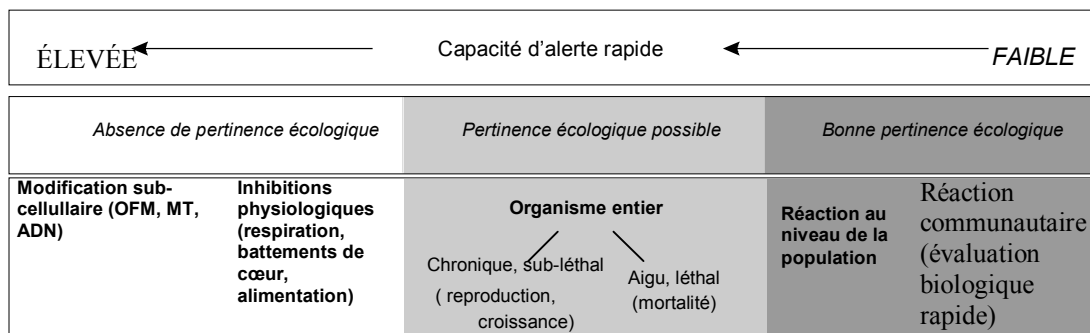 ÉLEVÉE
Capacité d’alerte rapide
FAIBLE
Absence de pertinence écologique
Pertinence écologique possible
Bonne pertinence écologique
Modification sub-
cellullaire (OFM, MT,
ADN)
Inhibitions
physiologiques
(respiration,
battements de
cœur,
alimentation)
Organisme entier
Chronique, sub-léthal
( reproduction,
croissance)
Aigu, léthal
(mortalité)
Réaction au
niveau de la
population
Réaction
communautaire
(évaluation
biologique
rapide)